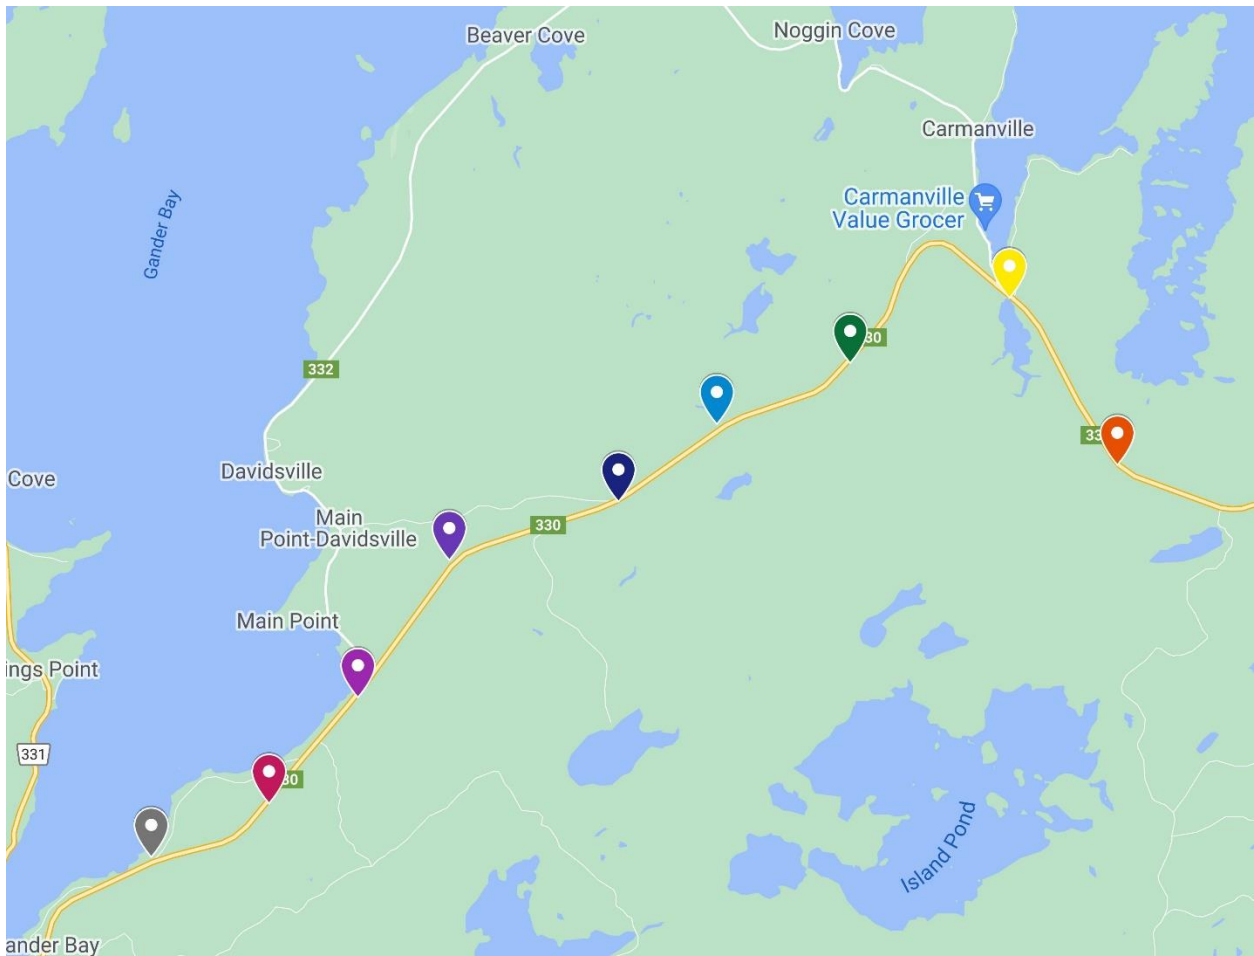 Beaver Cove
Noggin Cove
Carmanville
Carmanville
Value Grocer
Gander Bay
30
332
33
Davidsville
Cove
Main
Point-Davidsville
330
Main Point
ings Point
331
30
Island Pond
ander Bay